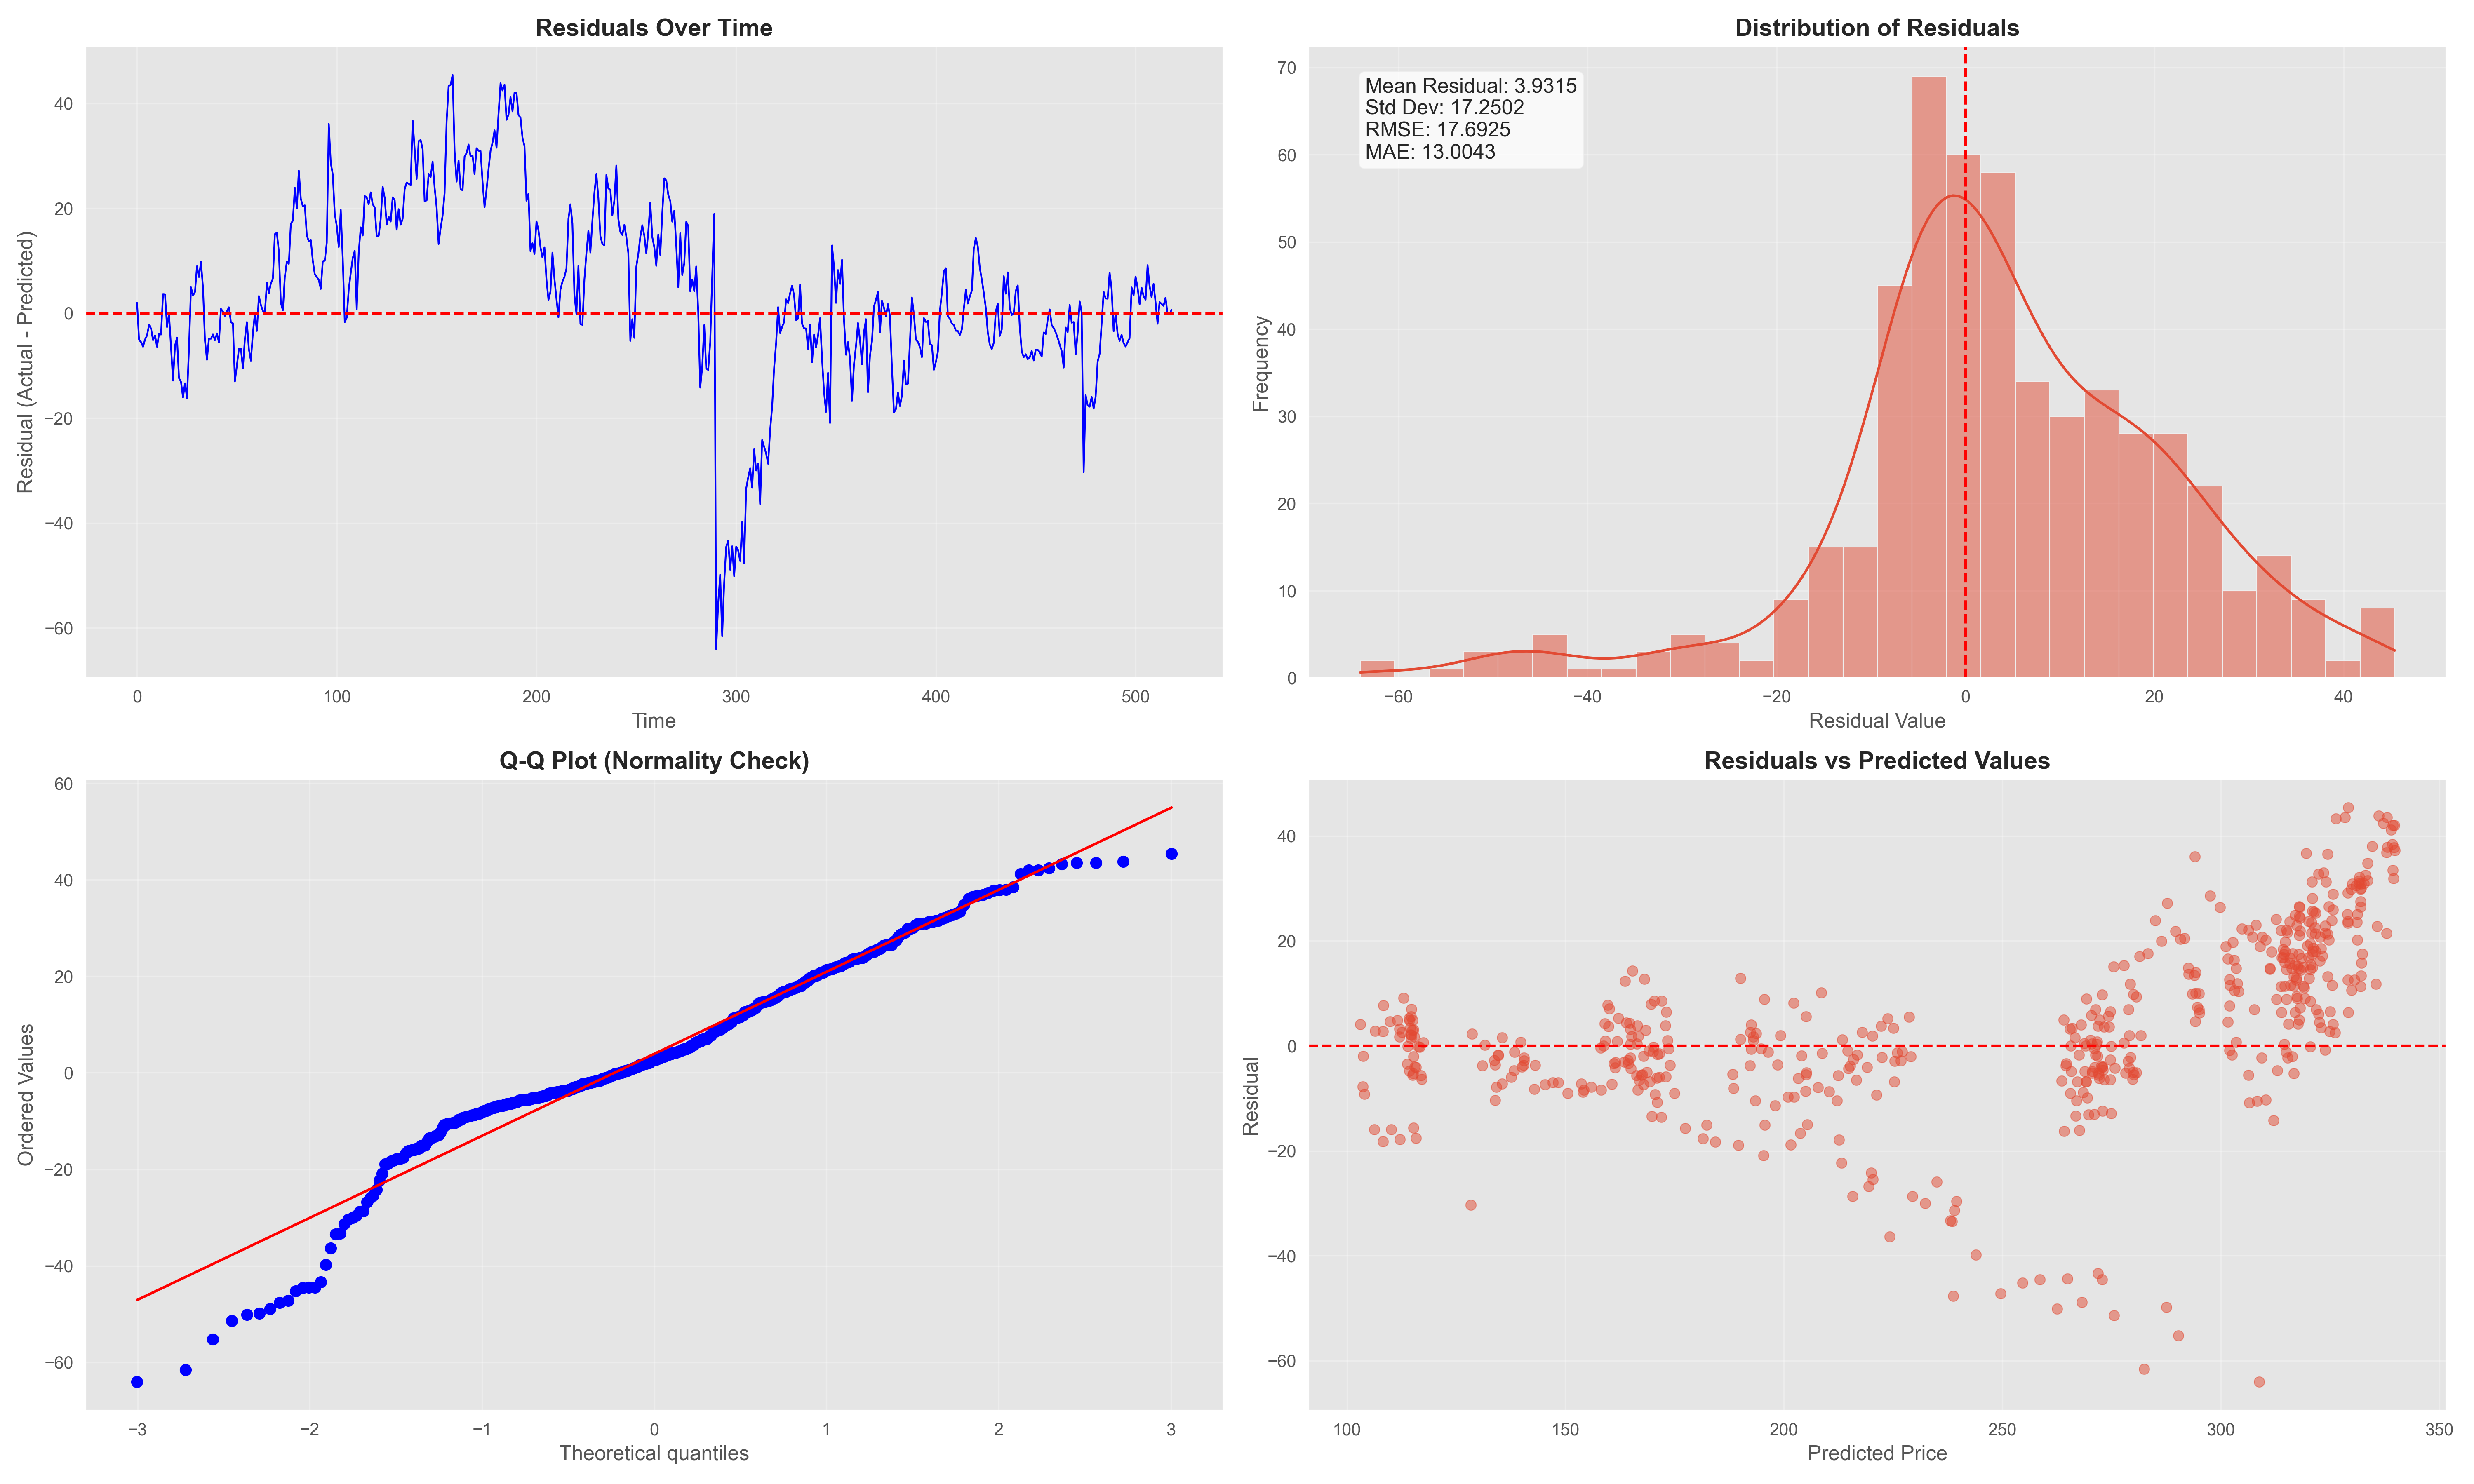 Residuals Over Time
Residual (Actual - Predicted)
40
20
0
−20
−40
−60
0 100 200 300 400 500
Time
Distribution of Residuals
Mean Residual: 3.9315
Std Dev: 17.2502
RMSE: 17.6925
MAE: 13.0043
Frequency
70
60
50
40
30
20
10
0
−60 −40 −20 0 20 40
Residual Value
Q-Q Plot (Normality Check)
Ordered Values
60
40
20
0
−20
−40
−60
−3 −2 −1 0 1 2 3
Theoretical quantiles
Residuals vs Predicted Values
Residual
40
20
0
−20
−40
−60
100 150 200 250 300 350
Predicted Price